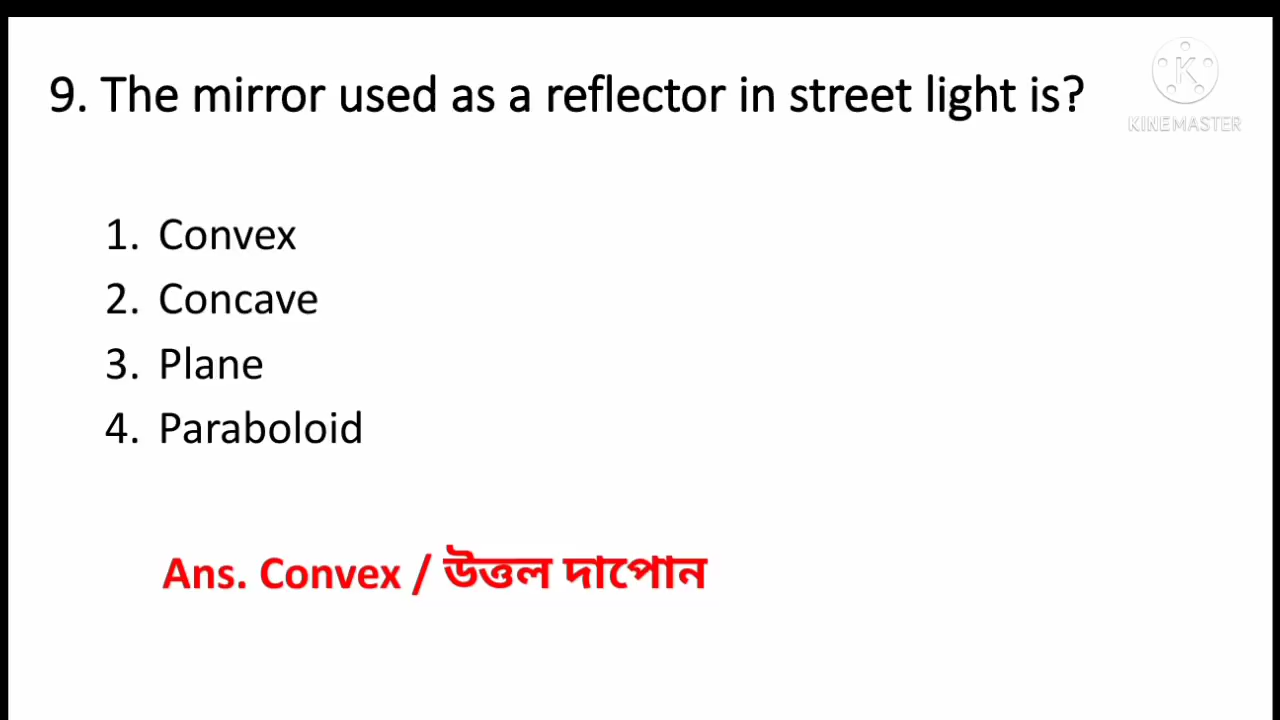 9. The mirror used as a reflector in street light is?
K
KINEMASTER
1. Convex
2. Concave
3. Plane
4. Paraboloid
Ans. Convex / উত্তল দাপোন